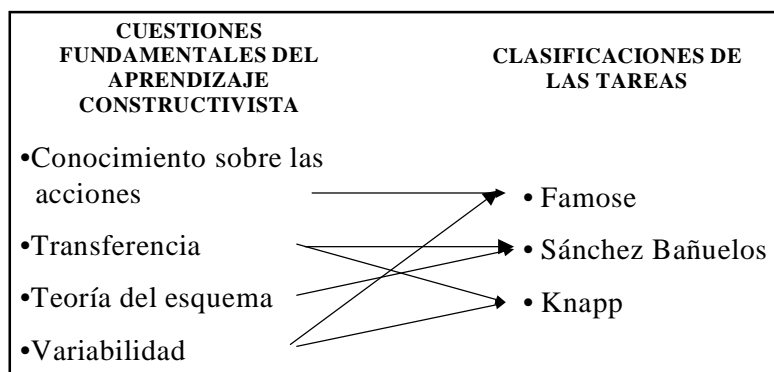 CUESTIONES
FUNDAMENTALES DEL
APRENDIZAJE
CONSTRUCTIVISTA
•Conocimiento sobre las
acciones
•Transferencia
•Teoría del esquema
•Variabilidad
CLASIFICACIONES DE
LAS TAREAS
• Famose
• Sánchez Bañuelos
• Knapp